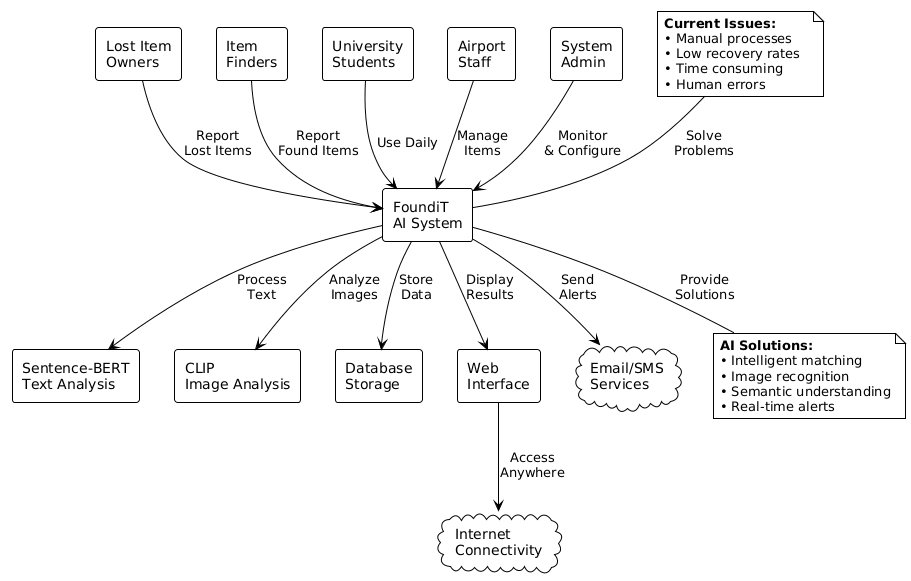 Lost Item
Owners
Item
Finders
University
Students
Airport
Staff
System
Admin
Current Issues:
• Manual processes
• Low recovery rates
• Time consuming
• Human errors
Report
Lost Items
Report
Found Items
Use Daily
Manage
Items
Monitor
& Configure
Solve
Problems
FoundiT
AI System
Process
Text
Analyze
Images
Store
Data
Display
Results
Send
Alerts
Provide
Solutions
Sentence-BERT
Text Analysis
CLIP
Image Analysis
Database
Storage
Web
Interface
Email/SMS
Services
AI Solutions:
• Intelligent matching
• Image recognition
• Semantic understanding
• Real-time alerts
Access
Anywhere
Internet
Connectivity